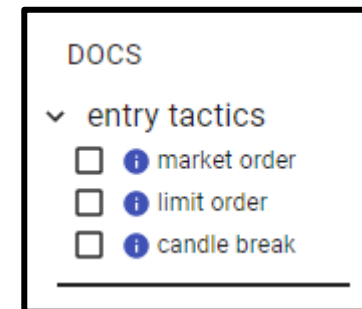 DOCS
entry tactics
market order
limit order
candle break